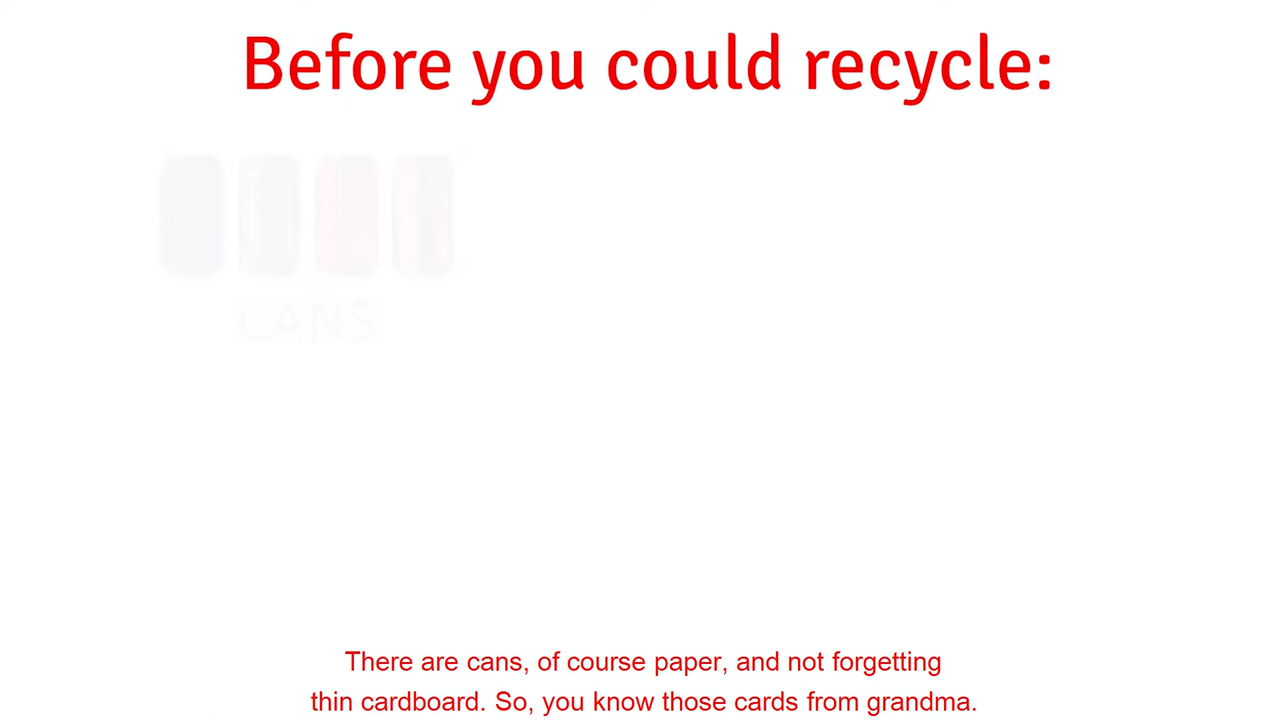 Before you could recycle:
CANS
There are cans, of course paper, and not forgetting
thin cardboard. So, you know those cards from grandma.